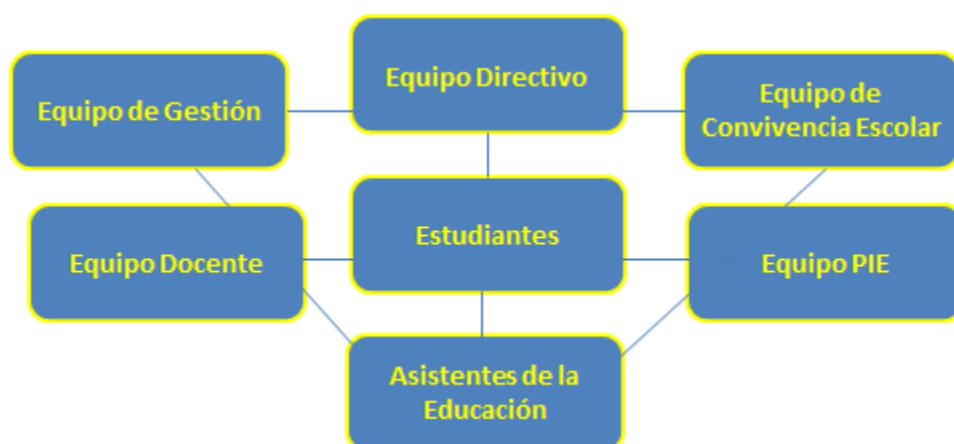 Equipo Directivo
Equipo de Gestión
Equipo de
Convivencia Escolar
Estudiantes
Equipo Docente
Equipo PIE
Asistentes de la
Educación